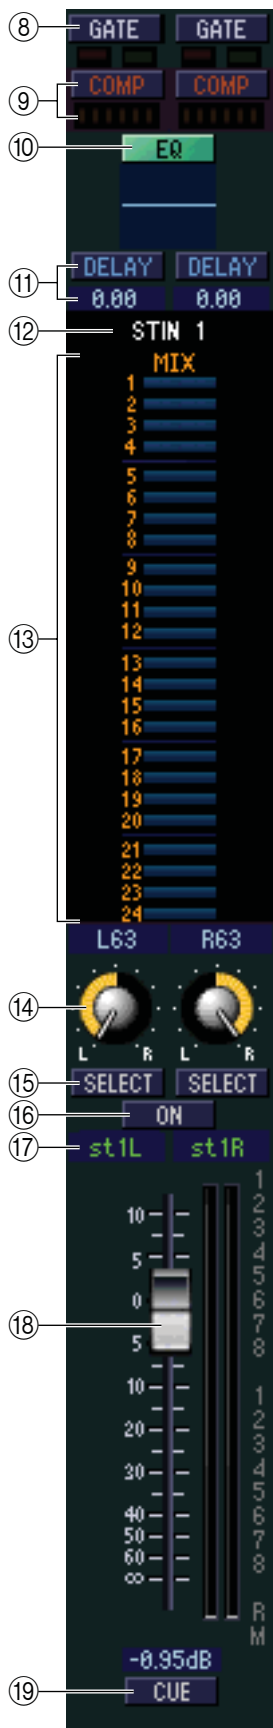 ⑧ GATE GATE
⑨ COMP COMP
⑩ EQ
⑪ DELAY DELAY
0.00 0.00
⑫ STIN 1
MIX
1
2
3
4
5
6
7
8
9
10
11
12
⑬ 13
14
15
16
17
18
19
20
21
22
23
24
L63 R63
⑭
L R L R
⑮ SELECT SELECT
⑯ ON
⑰ st1L st1R
1
2
10 3
4
5 5
0 6
7
⑱ 5 8
10 1
2
20 3
4
30 5
6
40 7
50 8
60
∞
R
M
-0.95dB
⑲ CUE